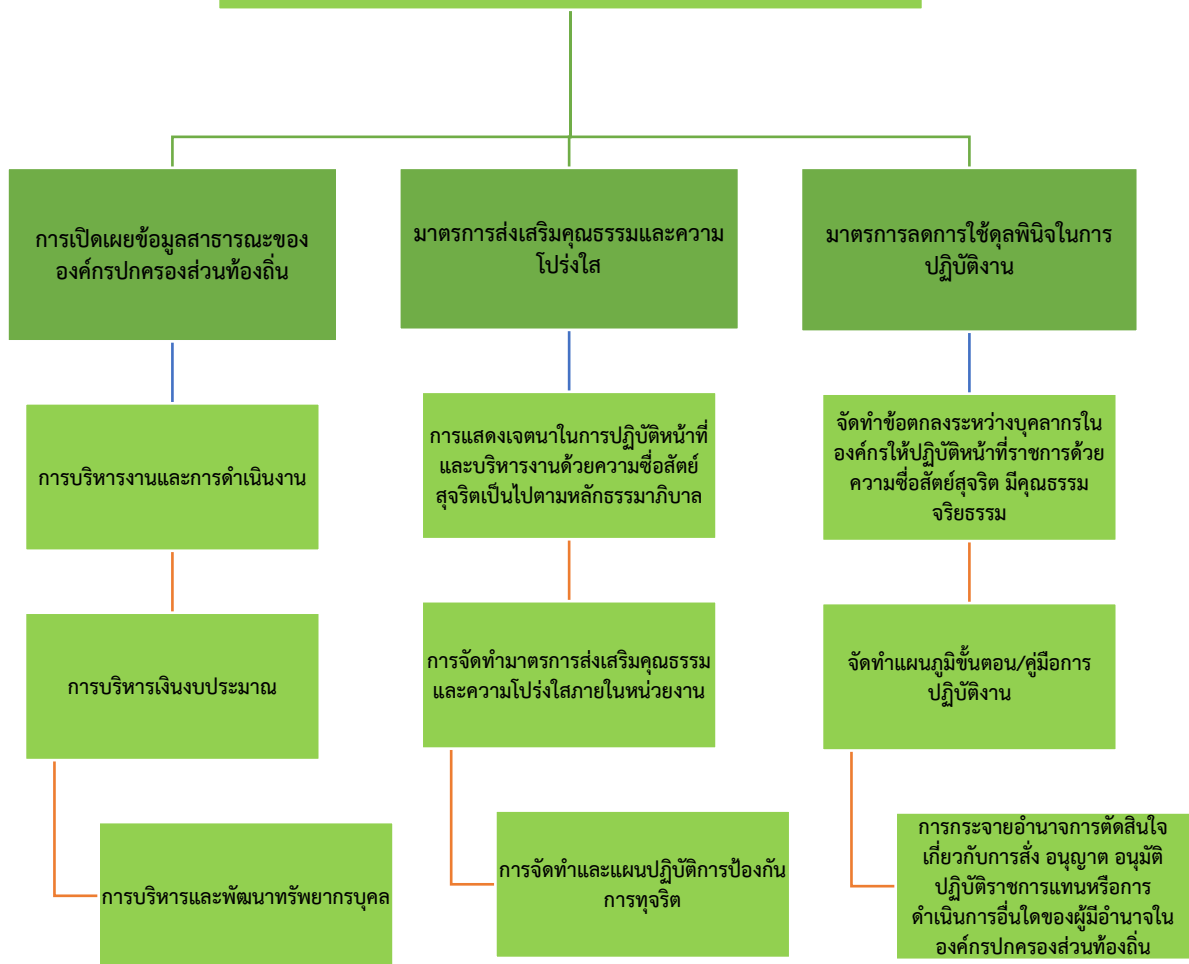 การเปิดเผยข้อมูลสาธารณะของ
องค์กรปกครองส่วนท้องถิ่น
การบริหารงานและการดำเนินงาน
การบริหารเงินงบประมาณ
การบริหารและพัฒนาทรัพยากรบุคล
มาตรการส่งเสริมคุณธรรมและความ
โปร่งใส
การแสดงเจตนาในการปฏิบัติหน้าที่
และบริหารงานด้วยความซื่อสัตย์
สุจริตเป็นไปตามหลักธรรมาภิบาล
การจัดทำมาตรการส่งเสริมคุณธรรม
และความโปร่งใสภายในหน่วยงาน
การจัดทำและแผนปฏิบัติการป้องกัน
การทุจริต
มาตรการลดการใช้ดุลพินิจในการ
ปฏิบัติงาน
จัดทำข้อตกลงระหว่างบุคลากรใน
องค์กรให้ปฏิบัติหน้าที่ราชการด้วย
ความซื่อสัตย์สุจริต มีคุณธรรม
จริยธรรม
จัดทำแผนภูมิขั้นตอน/คู่มือการ
ปฏิบัติงาน
การกระจายอำนาจการตัดสินใจ
เกี่ยวกับการสั่ง อนุญาต อนุมัติ
ปฏิบัติราชการแทนหรือการ
ดำเนินการอื่นใดของผู้มีอำนาจใน
องค์กรปกครองส่วนท้องถิ่น